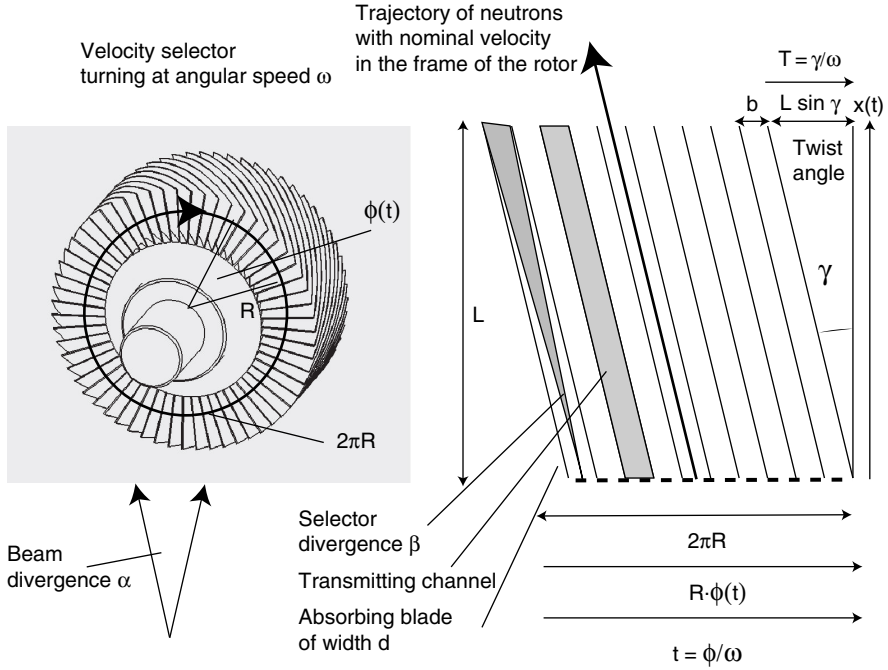 Velocity selector
turning at angular speed ω
Trajectory of neutrons
with nominal velocity
in the frame of the rotor
T = γ/ω
b
L sin γ
x(t)
Twist
angle
γ
ϕ(t)
R
L
2πR
Beam
divergence α
Selector
divergence β
Transmitting channel
Absorbing blade
of width d
2πR
R·ϕ(t)
t = ϕ/ω